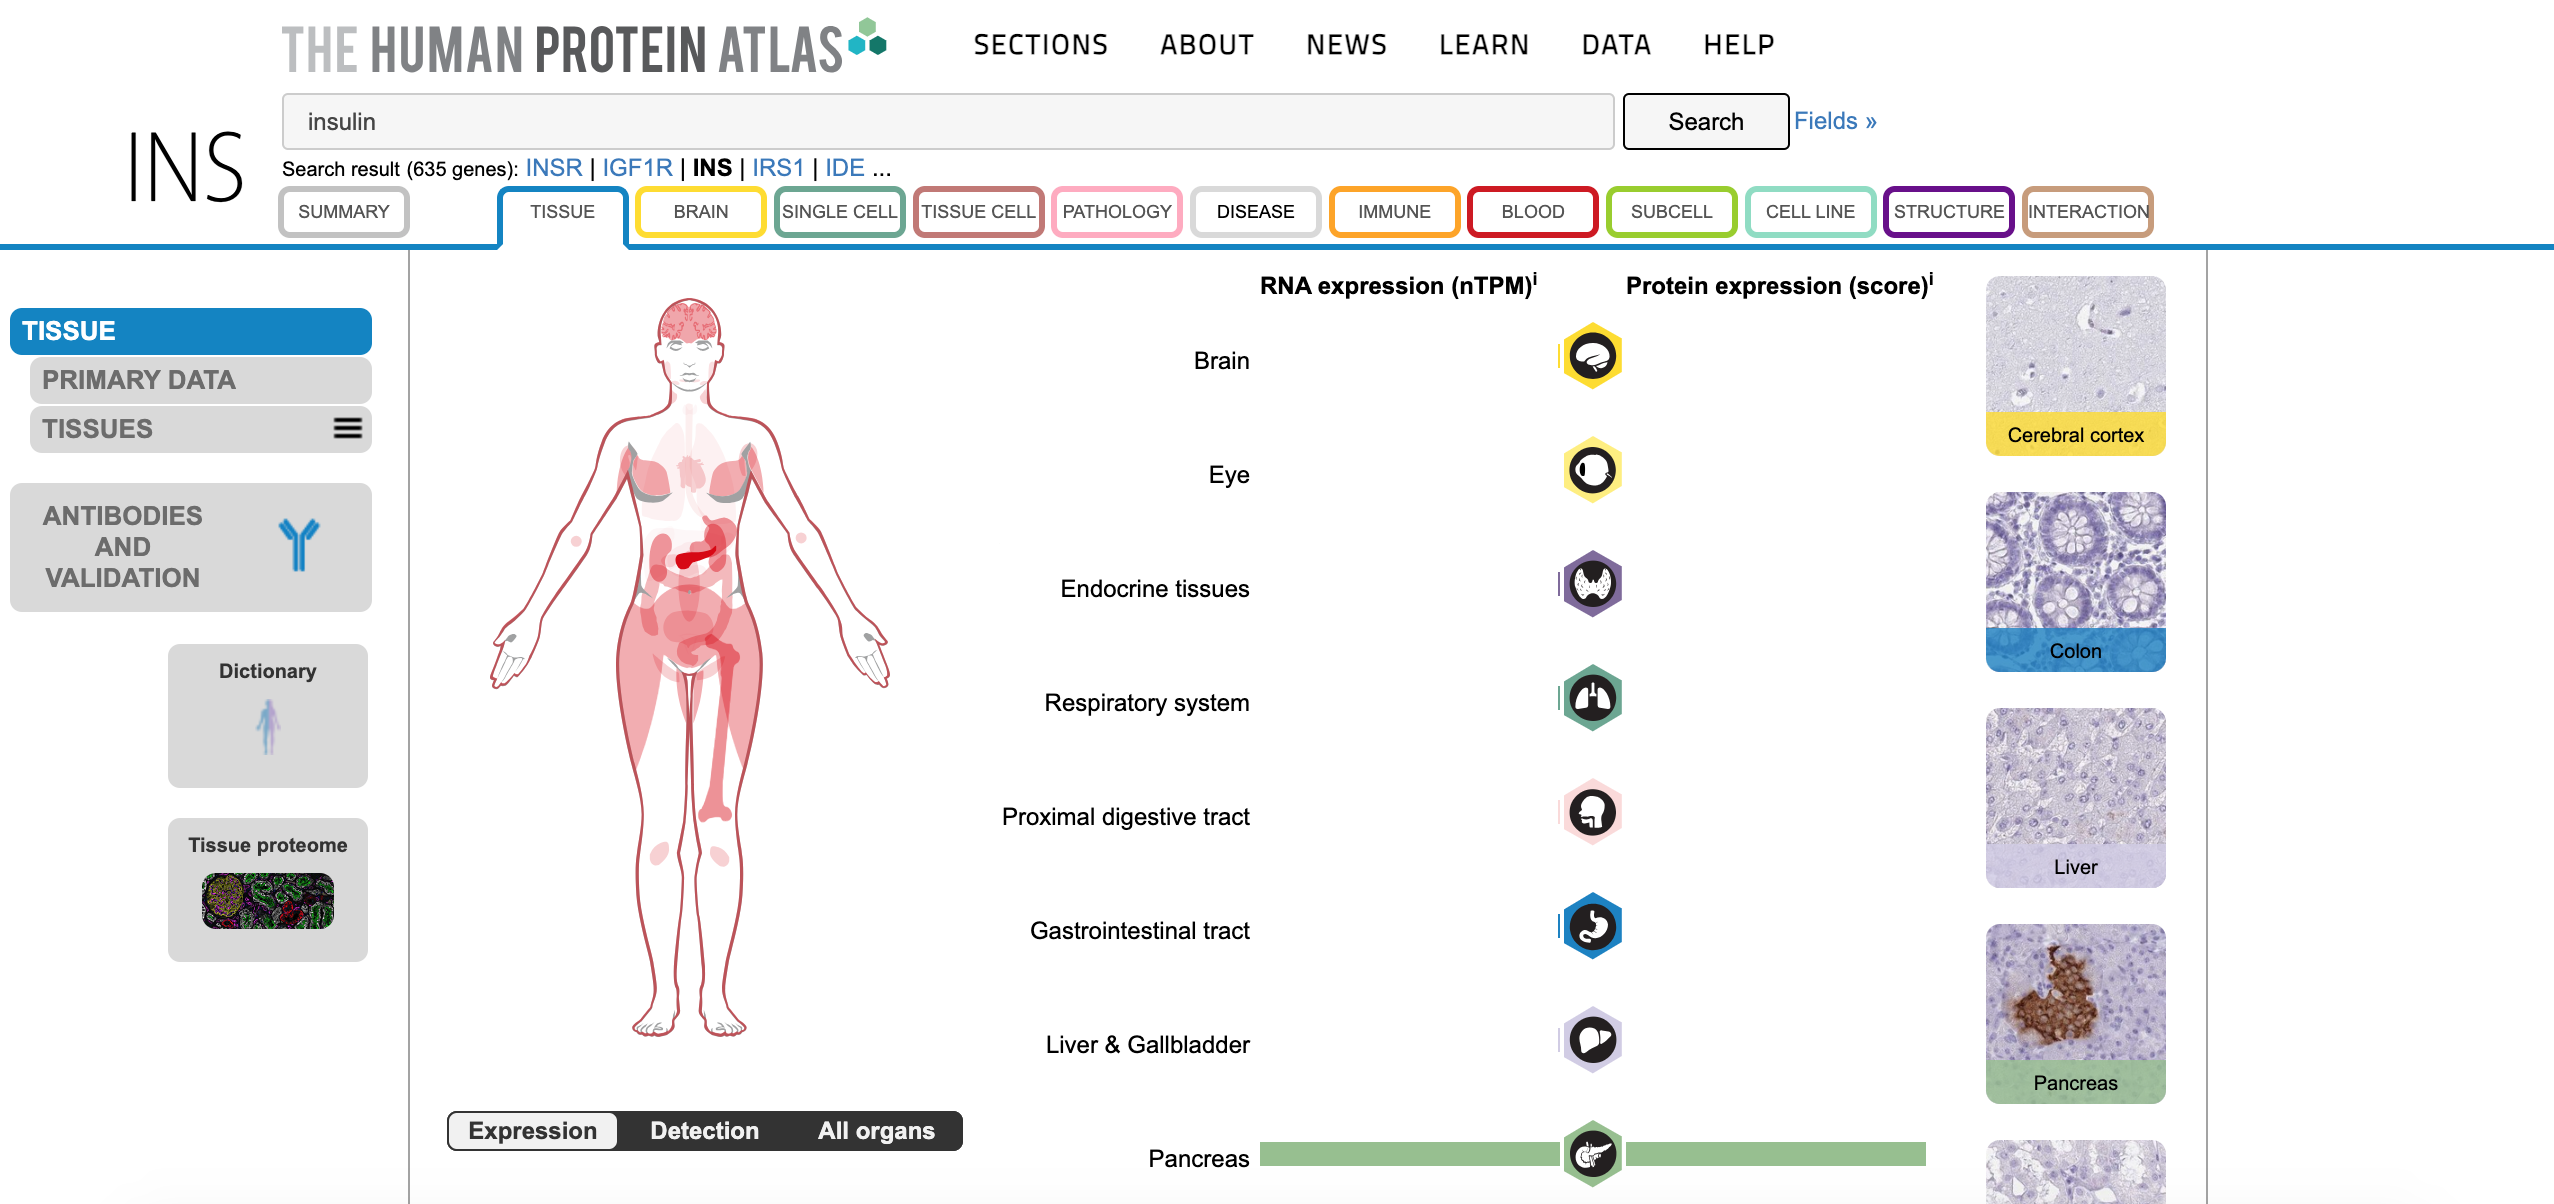 THE HUMAN PROTEIN ATLAS
SECTIONS ABOUT NEWS LEARN DATA HELP
INS
insulin
Search
Fields »
Search result (635 genes): INSR | IGF1R | INS | IRS1 | IDE ...
SUMMARY TISSUE BRAIN SINGLE CELL TISSUE CELL PATHOLOGY DISEASE IMMUNE BLOOD SUBCELL CELL LINE STRUCTURE INTERACTION
TISSUE
PRIMARY DATA
TISSUES
ANTIBODIES
AND
VALIDATION
Dictionary
Tissue proteome
Expression Detection All organs
RNA expression (nTPM)i Protein expression (score)i
Brain
Eye
Endocrine tissues
Respiratory system
Proximal digestive tract
Gastrointestinal tract
Liver & Gallbladder
Pancreas
Cerebral cortex
Colon
Liver
Pancreas